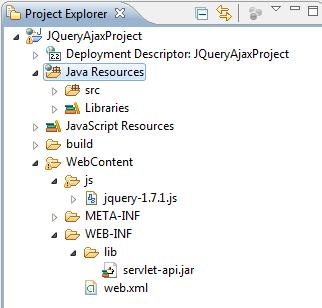 Project Explorer
JQueryAjaxProject
Deployment Descriptor: JQueryAjaxProject
Java Resources
src
Libraries
JavaScript Resources
build
WebContent
js
jquery-1.7.1.js
META-INF
WEB-INF
lib
servlet-api.jar
web.xml